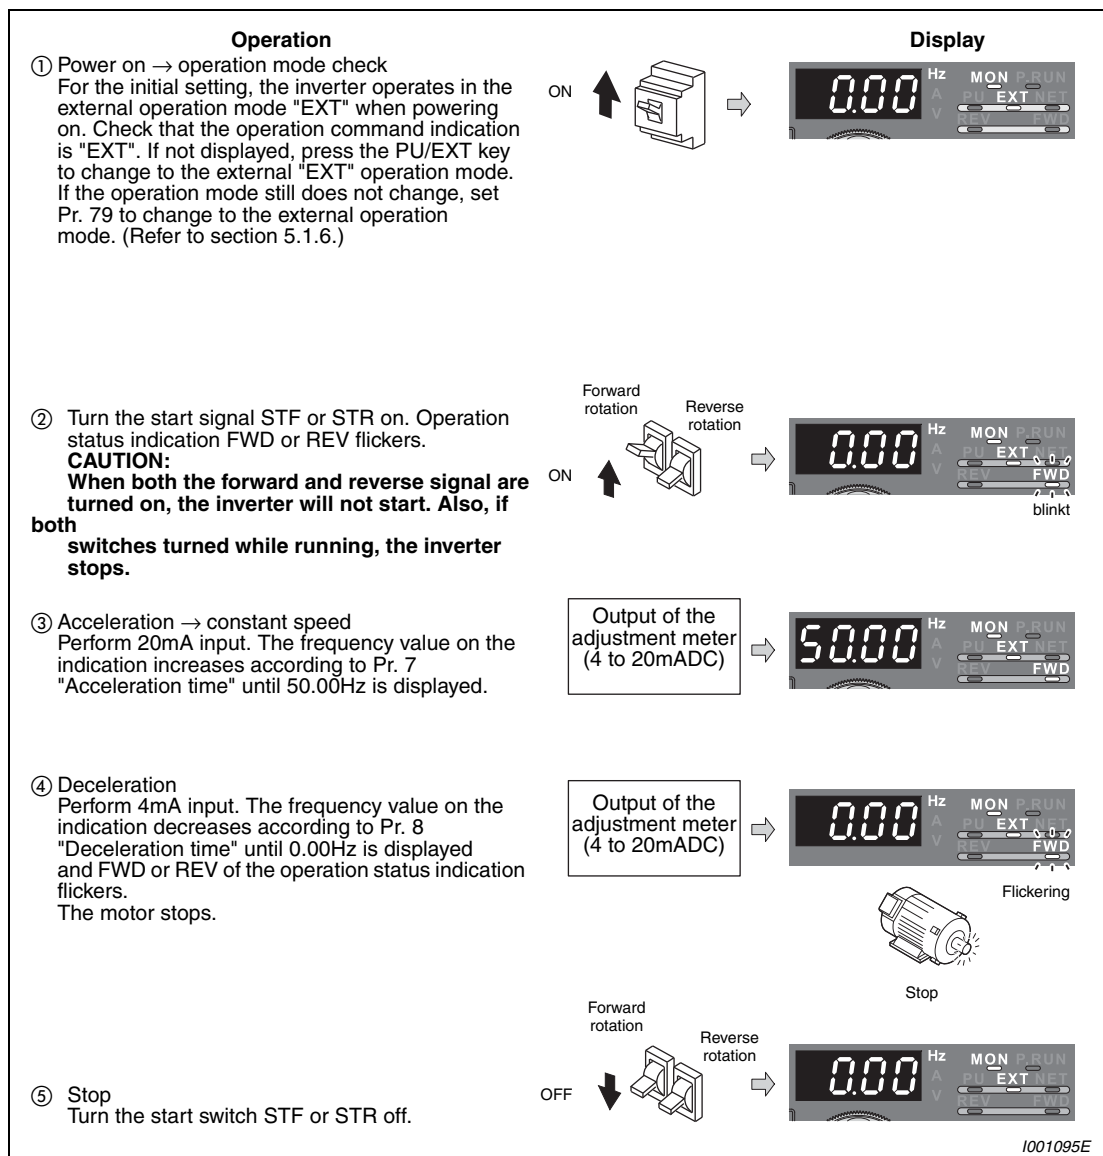 Operation
Display
① Power on → operation mode check
For the initial setting, the inverter operates in the
external operation mode "EXT" when powering
on. Check that the operation command indication
is "EXT". If not displayed, press the PU/EXT key
to change to the external "EXT" operation mode.
If the operation mode still does not change, set
Pr. 79 to change to the external operation
mode. (Refer to section 5.1.6.)
ON
0.00
Hz
A
V
MON P.RUN
PU EXT NET
REV FWD
② Turn the start signal STF or STR on. Operation
status indication FWD or REV flickers.
CAUTION:
When both the forward and reverse signal are
turned on, the inverter will not start. Also, if
both
switches turned while running, the inverter
stops.
Forward
rotation
Reverse
rotation
ON
0.00
Hz
A
V
MON P.RUN
PU EXT NET
REV FWD
blinkt
③ Acceleration → constant speed
Perform 20mA input. The frequency value on the
indication increases according to Pr. 7
"Acceleration time" until 50.00Hz is displayed.
Output of the
adjustment meter
(4 to 20mADC)
50.00
Hz
A
V
MON P.RUN
PU EXT NET
REV FWD
④ Deceleration
Perform 4mA input. The frequency value on the
indication decreases according to Pr. 8
"Deceleration time" until 0.00Hz is displayed
and FWD or REV of the operation status indication
flickers.
The motor stops.
Output of the
adjustment meter
(4 to 20mADC)
0.00
Hz
A
V
MON P.RUN
PU EXT NET
REV FWD
Flickering
Stop
⑤ Stop
Turn the start switch STF or STR off.
Forward
rotation
Reverse
rotation
OFF
0.00
Hz
A
V
MON P.RUN
PU EXT NET
REV FWD
I001095E